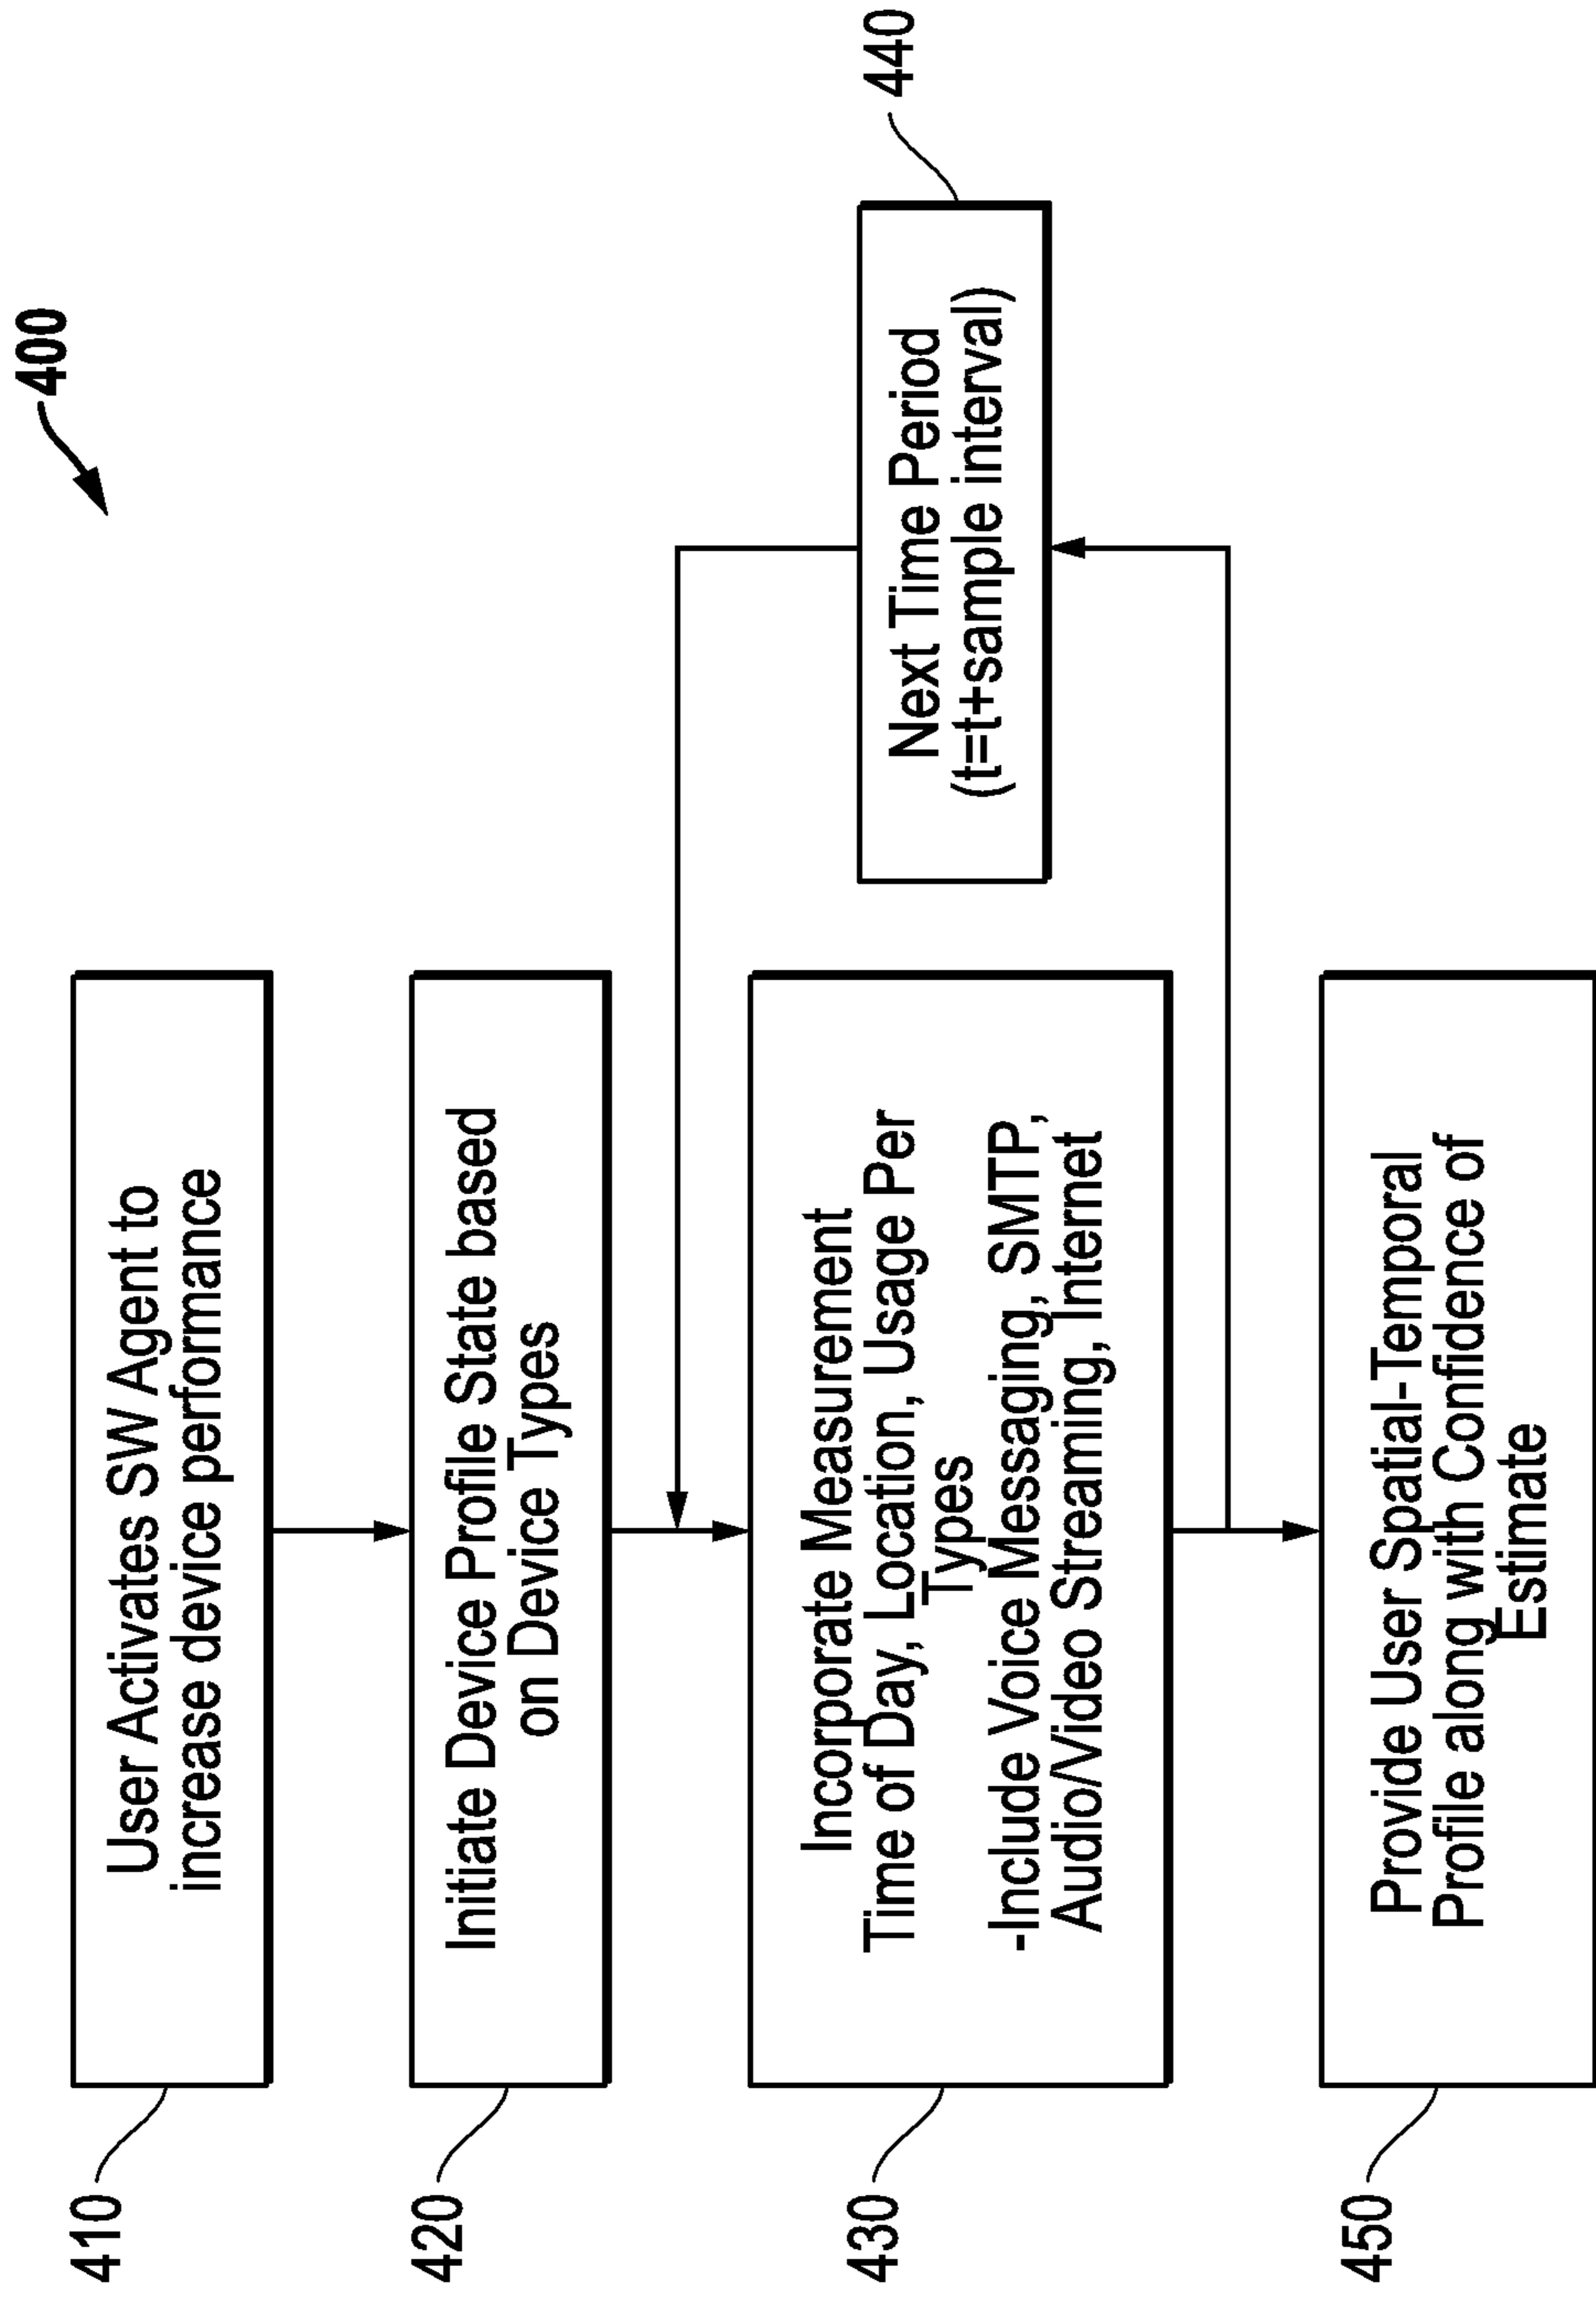 400
410
User Activates SW Agent to
increase device performance
420
Initiate Device Profile State based
on Device Types
430
Incorporate Measurement
Time of Day, Location, Usage Per
Types
-Include Voice Messaging, SMTP,
Audio/Video Streaming, Internet
440
Next Time Period
(t=t+sample interval)
450
Provide User Spatial-Temporal
Profile along with Confidence of
Estimate